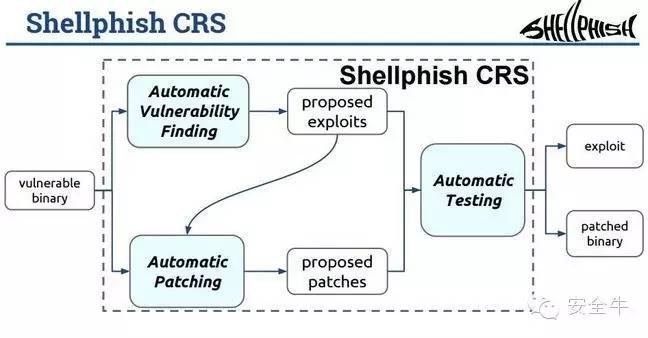 Shellphish CRS
SHELLPHISH
Shellphish CRS
Automatic
Vulnerability
Finding
proposed
exploits
vulnerable
binary
Automatic
Testing
exploit
patched
binary
Automatic
Patching
proposed
patches
安全牛